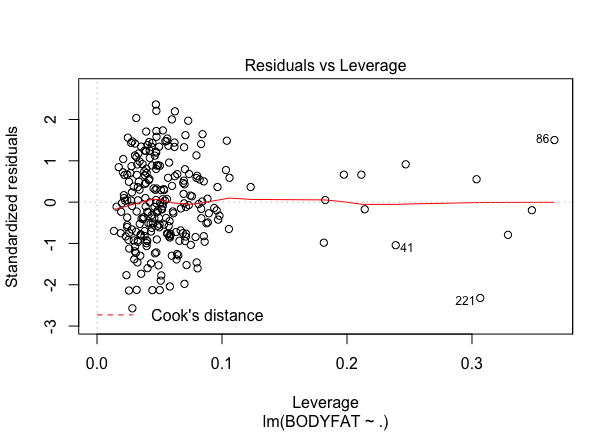 Residuals vs Leverage
Standardized residuals
2
1
0
-1
-2
-3
86
41
221
Cook's distance
0.0 0.1 0.2 0.3
Leverage
lm(BODYFAT ~ .)